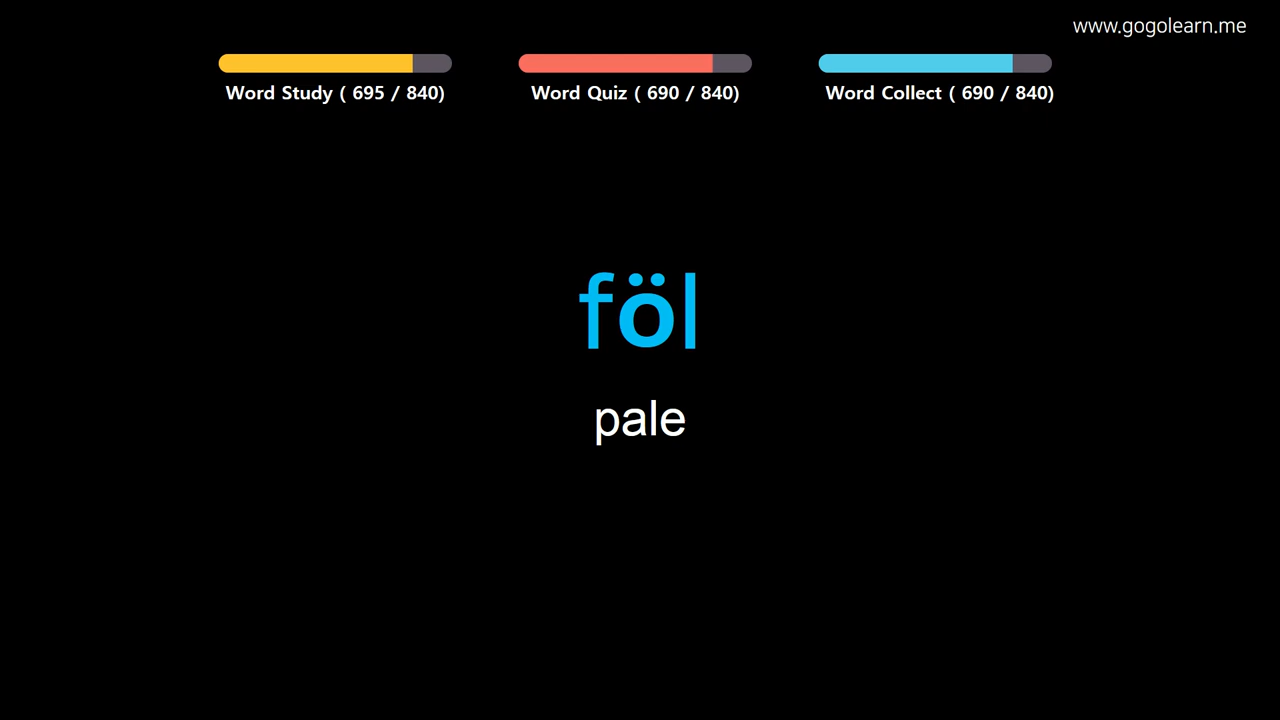 www.gogolearn.me
Word Study ( 695 / 840)
Word Quiz ( 690 / 840)
Word Collect ( 690 / 840)
föl
pale